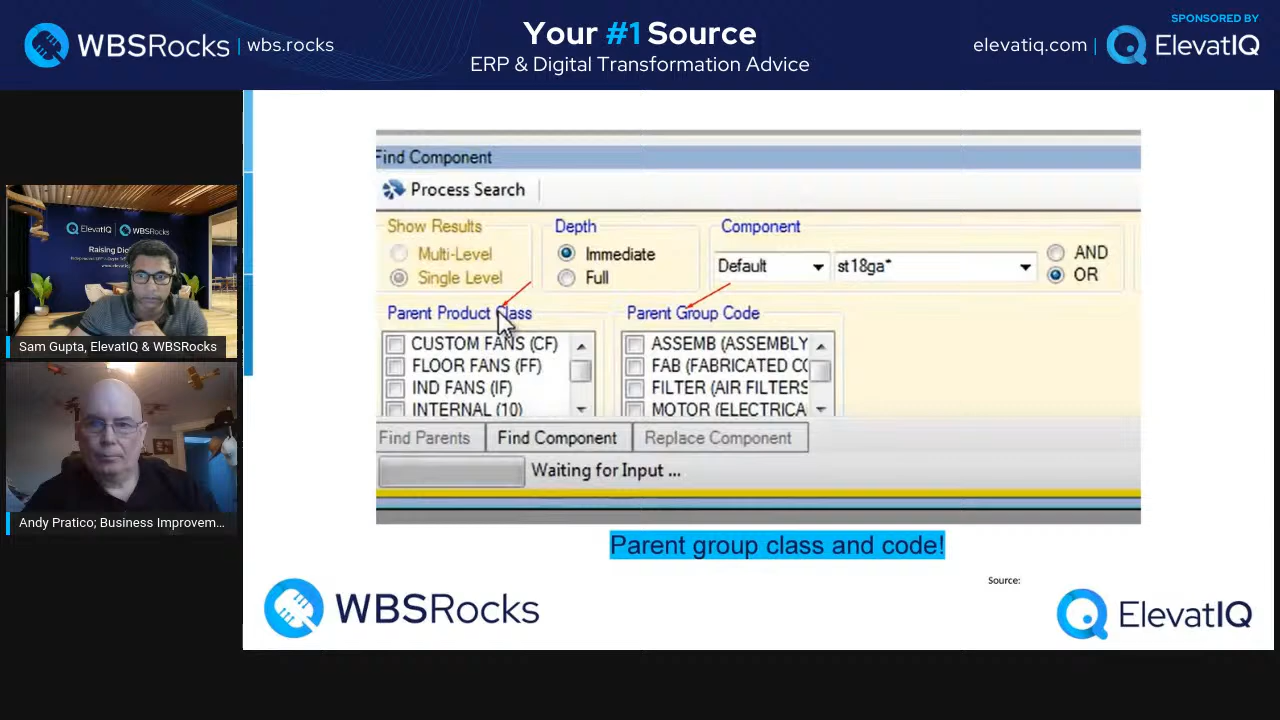 WBSRocks | wbs.rocks
Your #1 Source
ERP & Digital Transformation Advice
SPONSORED BY
elevatiq.com | ElevatIQ
ElevatIQ | WBSRocks
Sam Gupta, ElevatIQ & WBSRocks
Andy Pratico; Business Improvem...
Find Component
Process Search
Show Results
Multi-Level
Single Level
Depth
Immediate
Full
Component
Default
st18ga*
AND
OR
Parent Product Class
CUSTOM FANS (CF)
FLOOR FANS (FF)
IND FANS (IF)
INTERNAL (10)
Parent Group Code
ASSEMB (ASSEMBLY
FAB (FABRICATED CO
FILTER (AIR FILTERS
MOTOR (ELECTRICA
Find Parents
Find Component
Replace Component
Waiting for Input ...
Parent group class and code!
Source:
WBSRocks
ElevatIQ